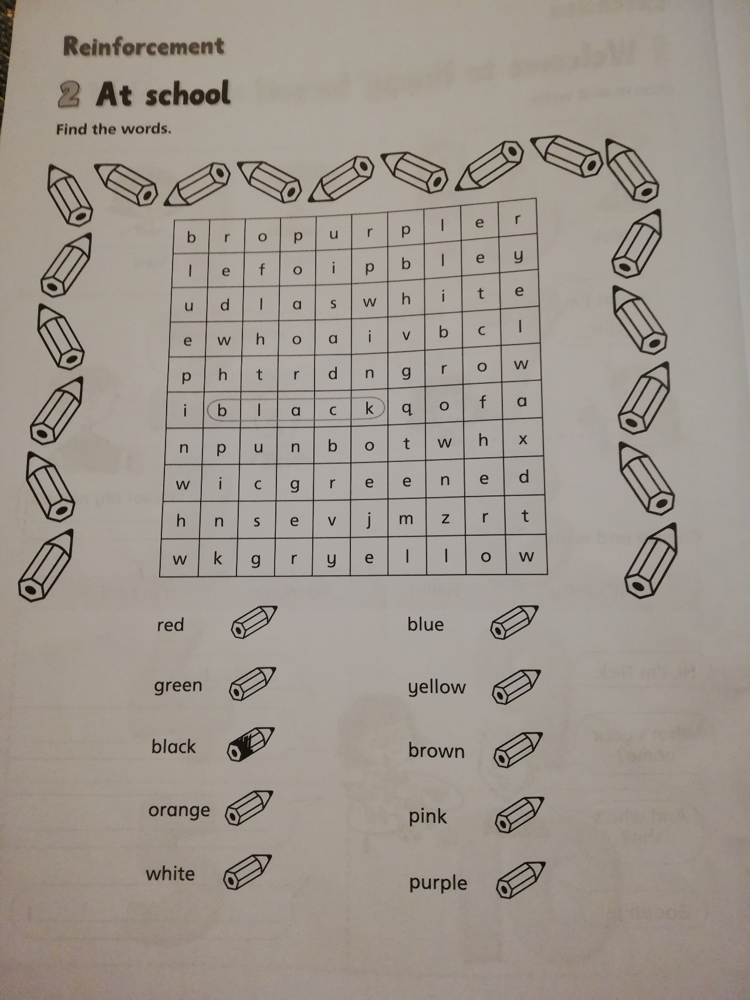 Reinforcement
2 At school
Find the words.
b r o p u r p l e r
l e f o i p b l e y
u d l a s w h i t e
e w h o a i v b c l
p h t r d n g r o w
i b l a c k q o f a
n p u n b o t w h x
w i c g r e e n e d
h n s e v j m z r t
w k g r y e l l o w
red blue
green yellow
black brown
orange pink
white purple